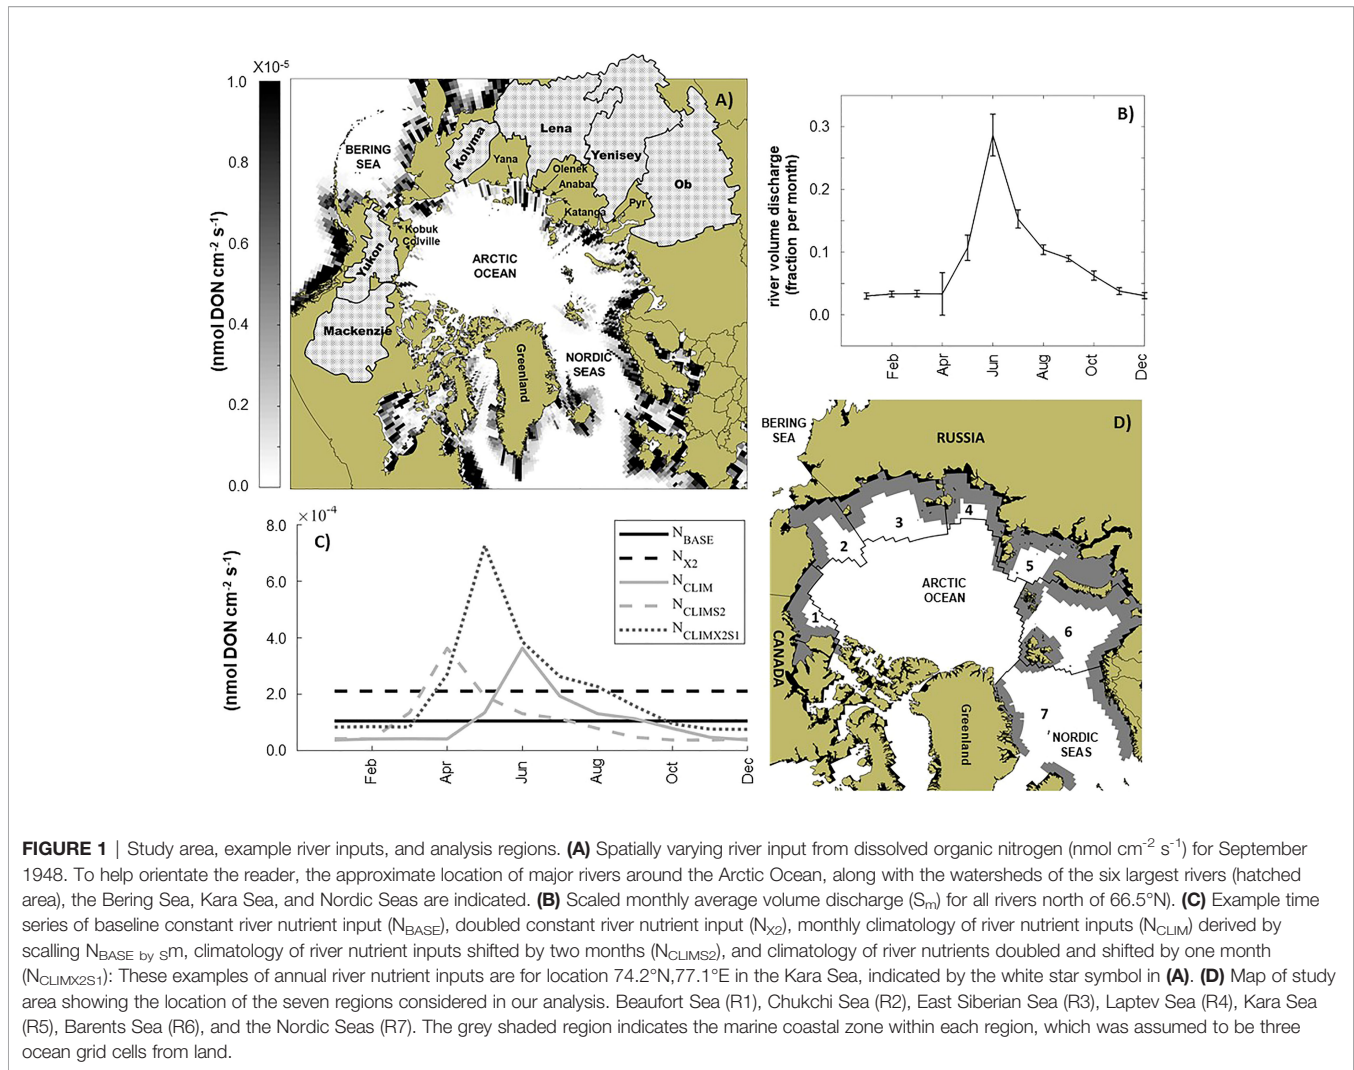 X10-5
1.0
0.8
0.6
0.4
0.2
0.0
(nmol DON cm-2 s-1)
A)
BERING
SEA
Kolyma
Lena
Yana
Yenisey
Olenek
Anabar
Ob
Pyr
Katanga
Kobuk
Colville
Yukon
ARCTIC
OCEAN
Mackenzie
Greenland
NORDIC
SEAS
B)
river volume discharge
(fraction per month)
0.3
0.2
0.1
0.0
Feb
Apr
Jun
Aug
Oct
Dec
C)
×10-4
8.0
6.0
4.0
2.0
0.0
(nmol DON cm-2 s-1)
NBASE
NX2
NCLIM
NCLIMS2
NCLIMX2S1
Feb
Apr
Jun
Aug
Oct
Dec
D)
BERING
SEA
RUSSIA
3
4
2
5
ARCTIC
OCEAN
1
6
CANADA
Greenland
7
NORDIC
SEAS
FIGURE 1 | Study area, example river inputs, and analysis regions. (A) Spatially varying river input from dissolved organic nitrogen (nmol cm-2 s-1) for September
1948. To help orientate the reader, the approximate location of major rivers around the Arctic Ocean, along with the watersheds of the six largest rivers (hatched
area), the Bering Sea, Kara Sea, and Nordic Seas are indicated. (B) Scaled monthly average volume discharge (Sm) for all rivers north of 66.5°N). (C) Example time
series of baseline constant river nutrient input (NBASE), doubled constant river nutrient input (NX2), monthly climatology of river nutrient inputs (NCLIM) derived by
scalling NBASE by Sm, climatology of river nutrient inputs shifted by two months (NCLIMS2), and climatology of river nutrients doubled and shifted by one month
(NCLIMX2S1): These examples of annual river nutrient inputs are for location 74.2°N,77.1°E in the Kara Sea, indicated by the white star symbol in (A). (D) Map of study
area showing the location of the seven regions considered in our analysis. Beaufort Sea (R1), Chukchi Sea (R2), East Siberian Sea (R3), Laptev Sea (R4), Kara Sea
(R5), Barents Sea (R6), and the Nordic Seas (R7). The grey shaded region indicates the marine coastal zone within each region, which was assumed to be three
ocean grid cells from land.